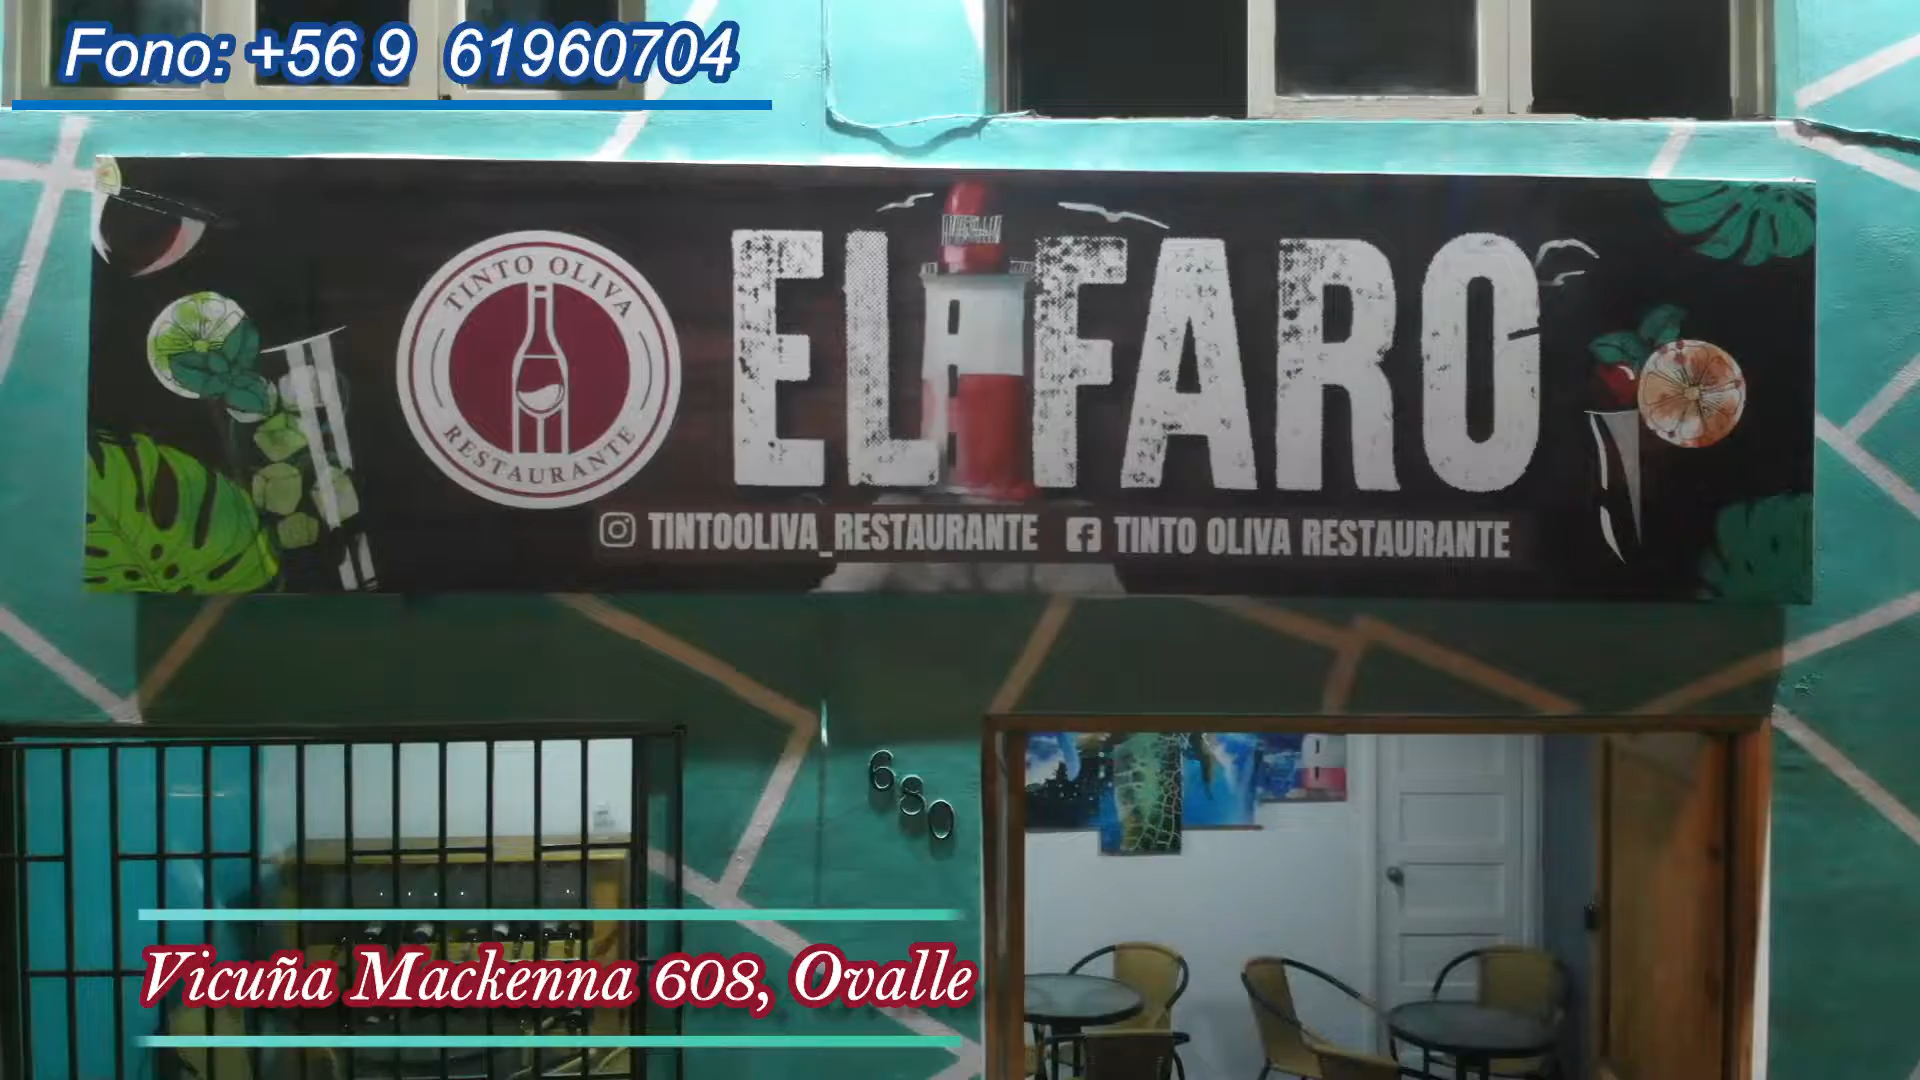 Fono: +56 9 61960704
TINTO OLIVA
RESTAURANTE
EL FARO
TINTOOLIVA_RESTAURANTE
TINTO OLIVA RESTAURANTE
680
Vicuña Mackenna 608, Ovalle